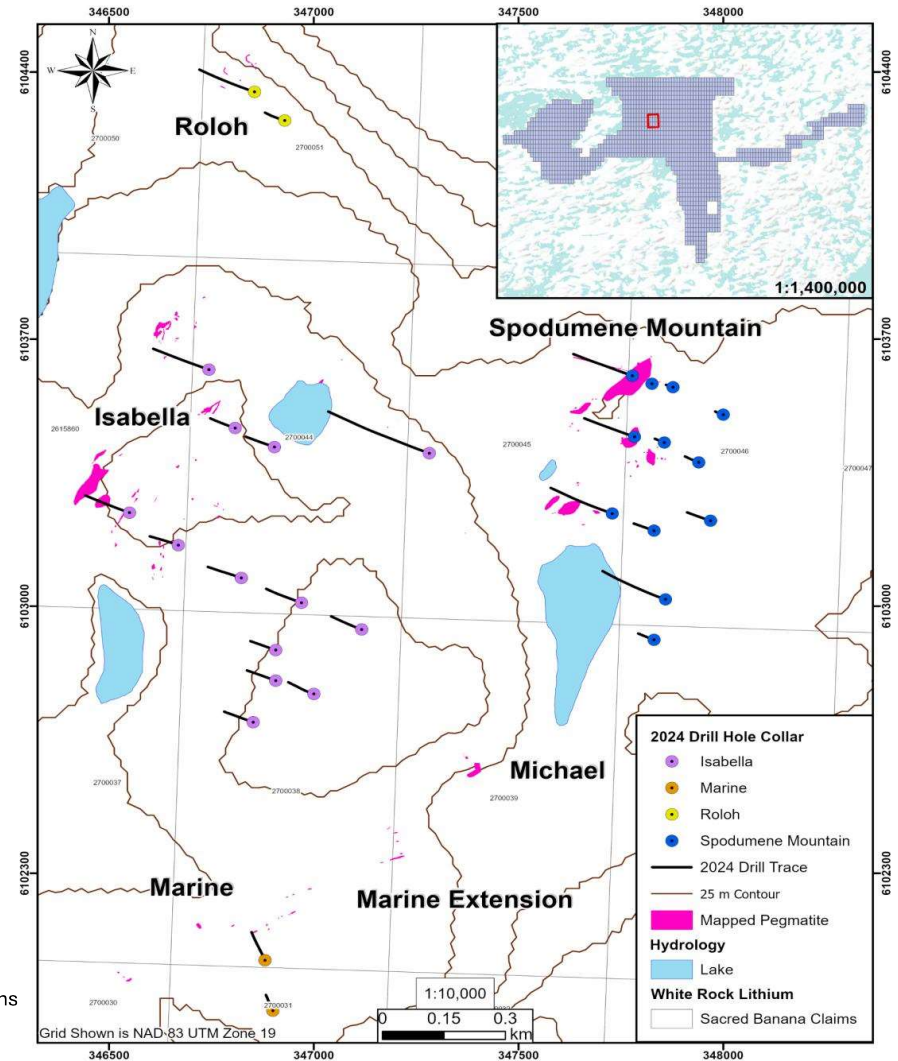 346500 347000 347500 348000
6104400 6104400
N
W E
S
Roloh
2700050
2700051
1:1,400,000
6103700 6103700
Spodumene Mountain
Isabella
2615860
2700044
2700045
2700046
2700047
6103000 6103000
Michael
2700037
2700038
2700039
6102300 6102300
Marine
Marine Extension
2700030
2700031
ns
2024 Drill Hole Collar
Isabella
Marine
Roloh
Spodumene Mountain
2024 Drill Trace
25 m Contour
Mapped Pegmatite
Hydrology
Lake
White Rock Lithium
Sacred Banana Claims
1:10,000
0 0.15 0.3
km
Grid Shown is NAD 83 UTM Zone 19
346500 347000 347500 348000